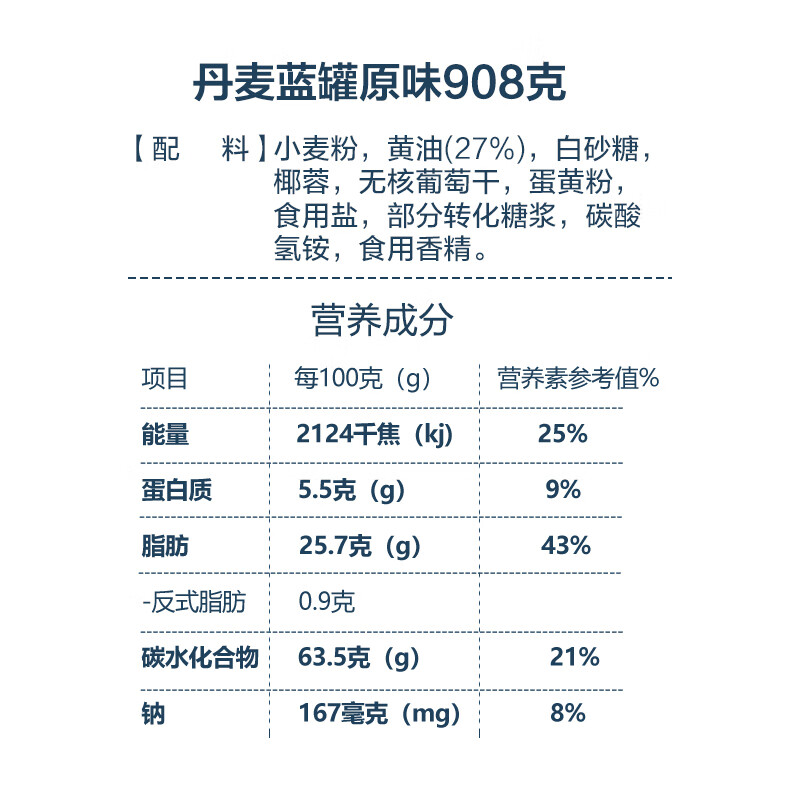 丹麦蓝罐原味908克
【配 料】小麦粉，黄油(27%)，白砂糖，
椰蓉，无核葡萄干，蛋黄粉，
食用盐，部分转化糖浆，碳酸
氢铵，食用香精。
营养成分
项目 每100克（g） 营养素参考值%
能量 2124千焦（kj） 25%
蛋白质 5.5克（g） 9%
脂肪 25.7克（g） 43%
-反式脂肪 0.9克
碳水化合物 63.5克（g） 21%
钠 167毫克（mg） 8%